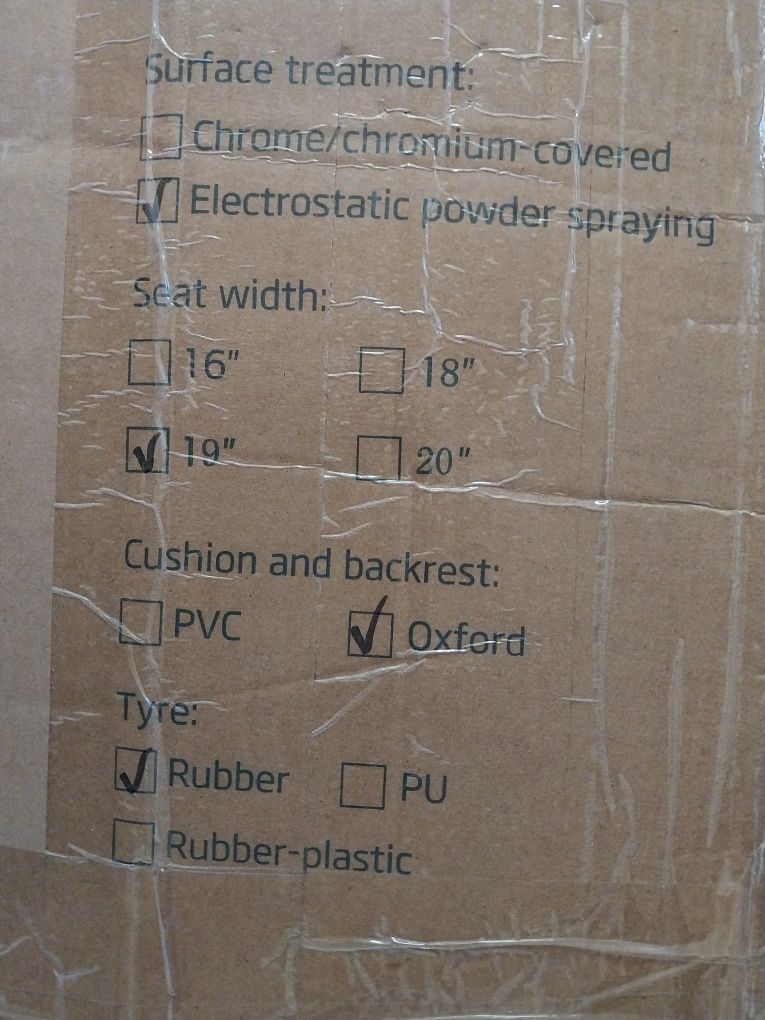 Surface treatment:
☐ Chrome/chromium-covered
☑ Electrostatic powder spraying
Seat width:
☐ 16" ☐ 18"
☑ 19" ☐ 20"
Cushion and backrest:
☐ PVC ☑ Oxford
Tyre:
☑ Rubber ☐ PU
☐ Rubber-plastic